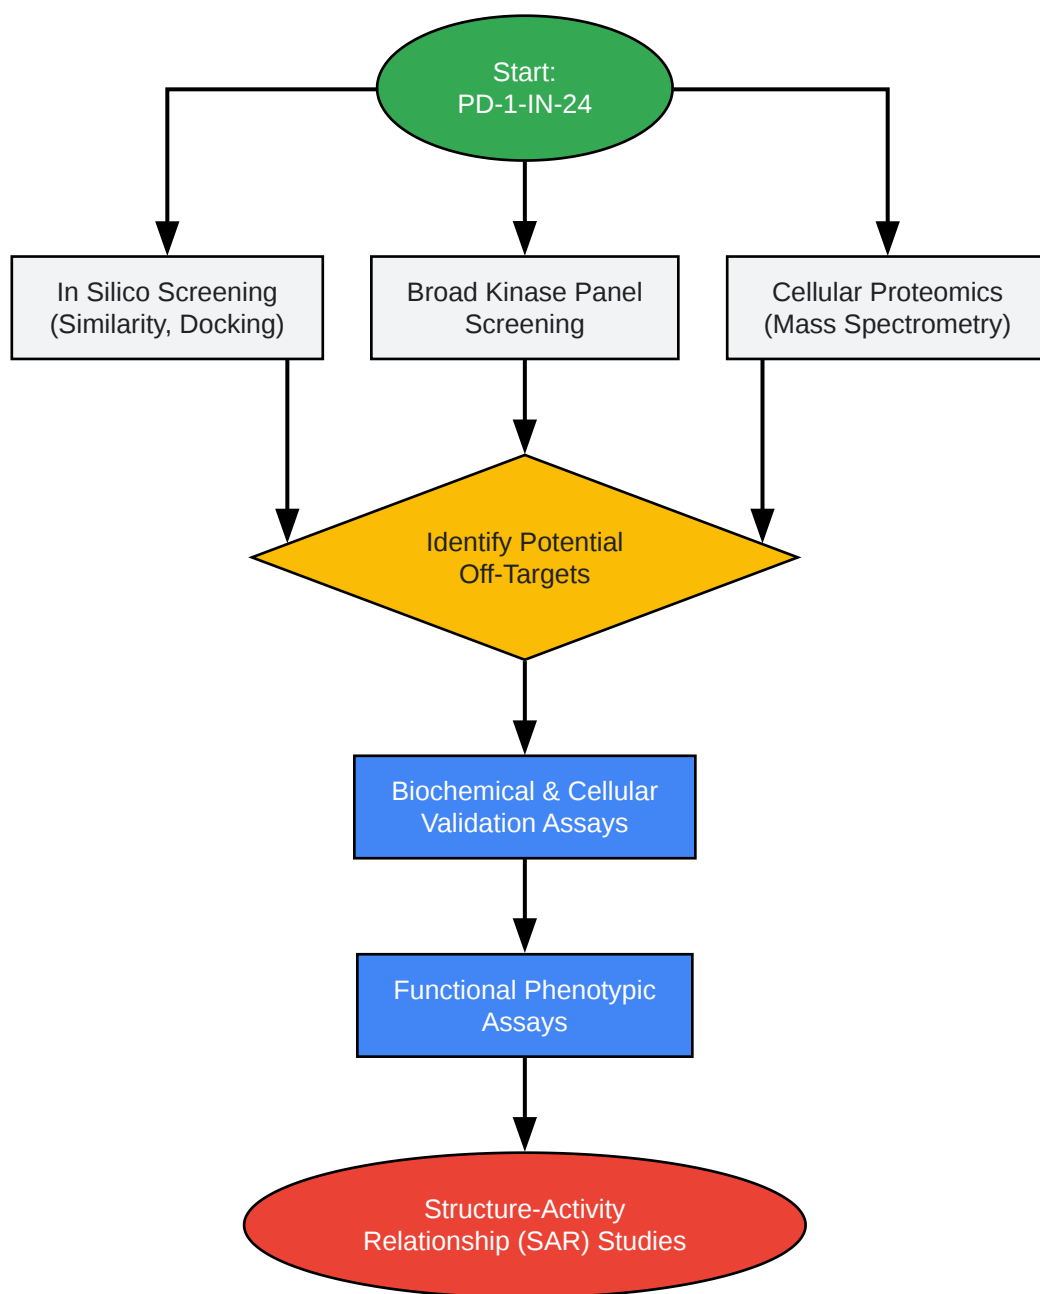 Start:
PD-1-IN-24
In Silico Screening
(Similarity, Docking)
Broad Kinase Panel
Screening
Cellular Proteomics
(Mass Spectrometry)
Identify Potential
Off-Targets
Biochemical & Cellular
Validation Assays
Functional Phenotypic
Assays
Structure-Activity
Relationship (SAR) Studies